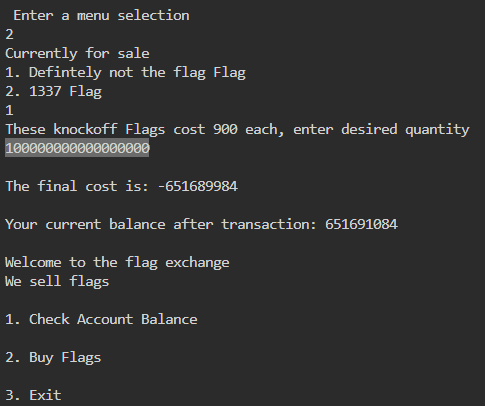 Enter a menu selection
2
Currently for sale
1. Defintely not the flag Flag
2. 1337 Flag
1
These knockoff Flags cost 900 each, enter desired quantity
100000000000000000
The final cost is: -651689984
Your current balance after transaction: 651691084
Welcome to the flag exchange
We sell flags
1. Check Account Balance
2. Buy Flags
3. Exit